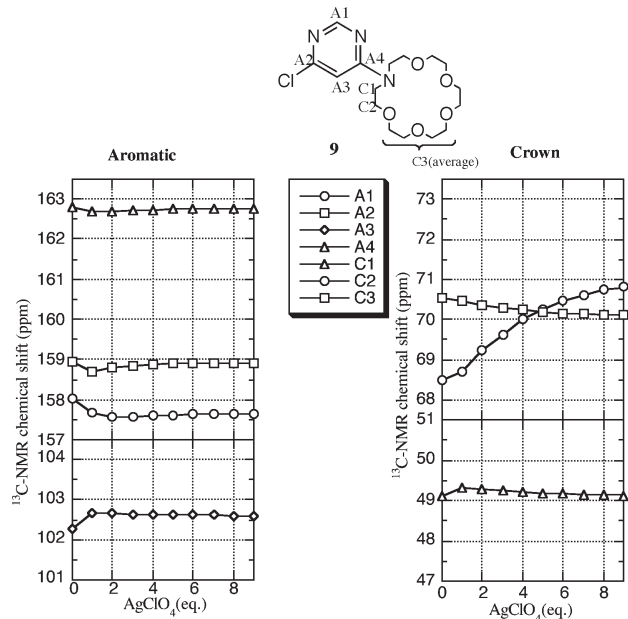 A1
N
N
A2
A4
Cl
A3
N
O
O
O
O
O
C1
C2
9
C3(average)
Aromatic
163
162
161
160
159
158
157
104
103
102
101
0
2
4
6
8
AgClO4(eq.)
13C-NMR chemical shift (ppm)
A1
A2
A3
A4
C1
C2
C3
Crown
73
72
71
70
69
68
51
50
49
48
47
0
2
4
6
8
AgClO4(eq.)
13C-NMR chemical shift (ppm)